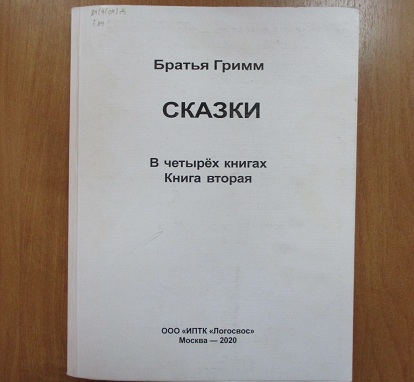 Братья Гримм
СКАЗКИ
В четырёх книгах
Книга вторая
ООО «ИПТК «Логосвос»
Москва — 2020